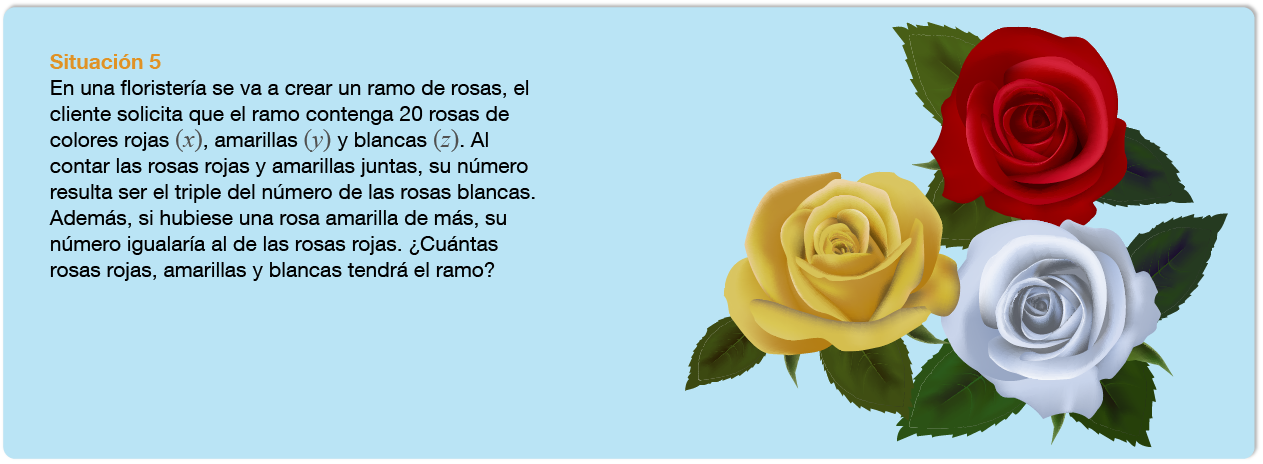 Situación 5
En una floristería se va a crear un ramo de rosas, el
cliente solicita que el ramo contenga 20 rosas de
colores rojas (x), amarillas (y) y blancas (z). Al
contar las rosas rojas y amarillas juntas, su número
resulta ser el triple del número de las rosas blancas.
Además, si hubiese una rosa amarilla de más, su
número igualaría al de las rosas rojas. ¿Cuántas
rosas rojas, amarillas y blancas tendrá el ramo?